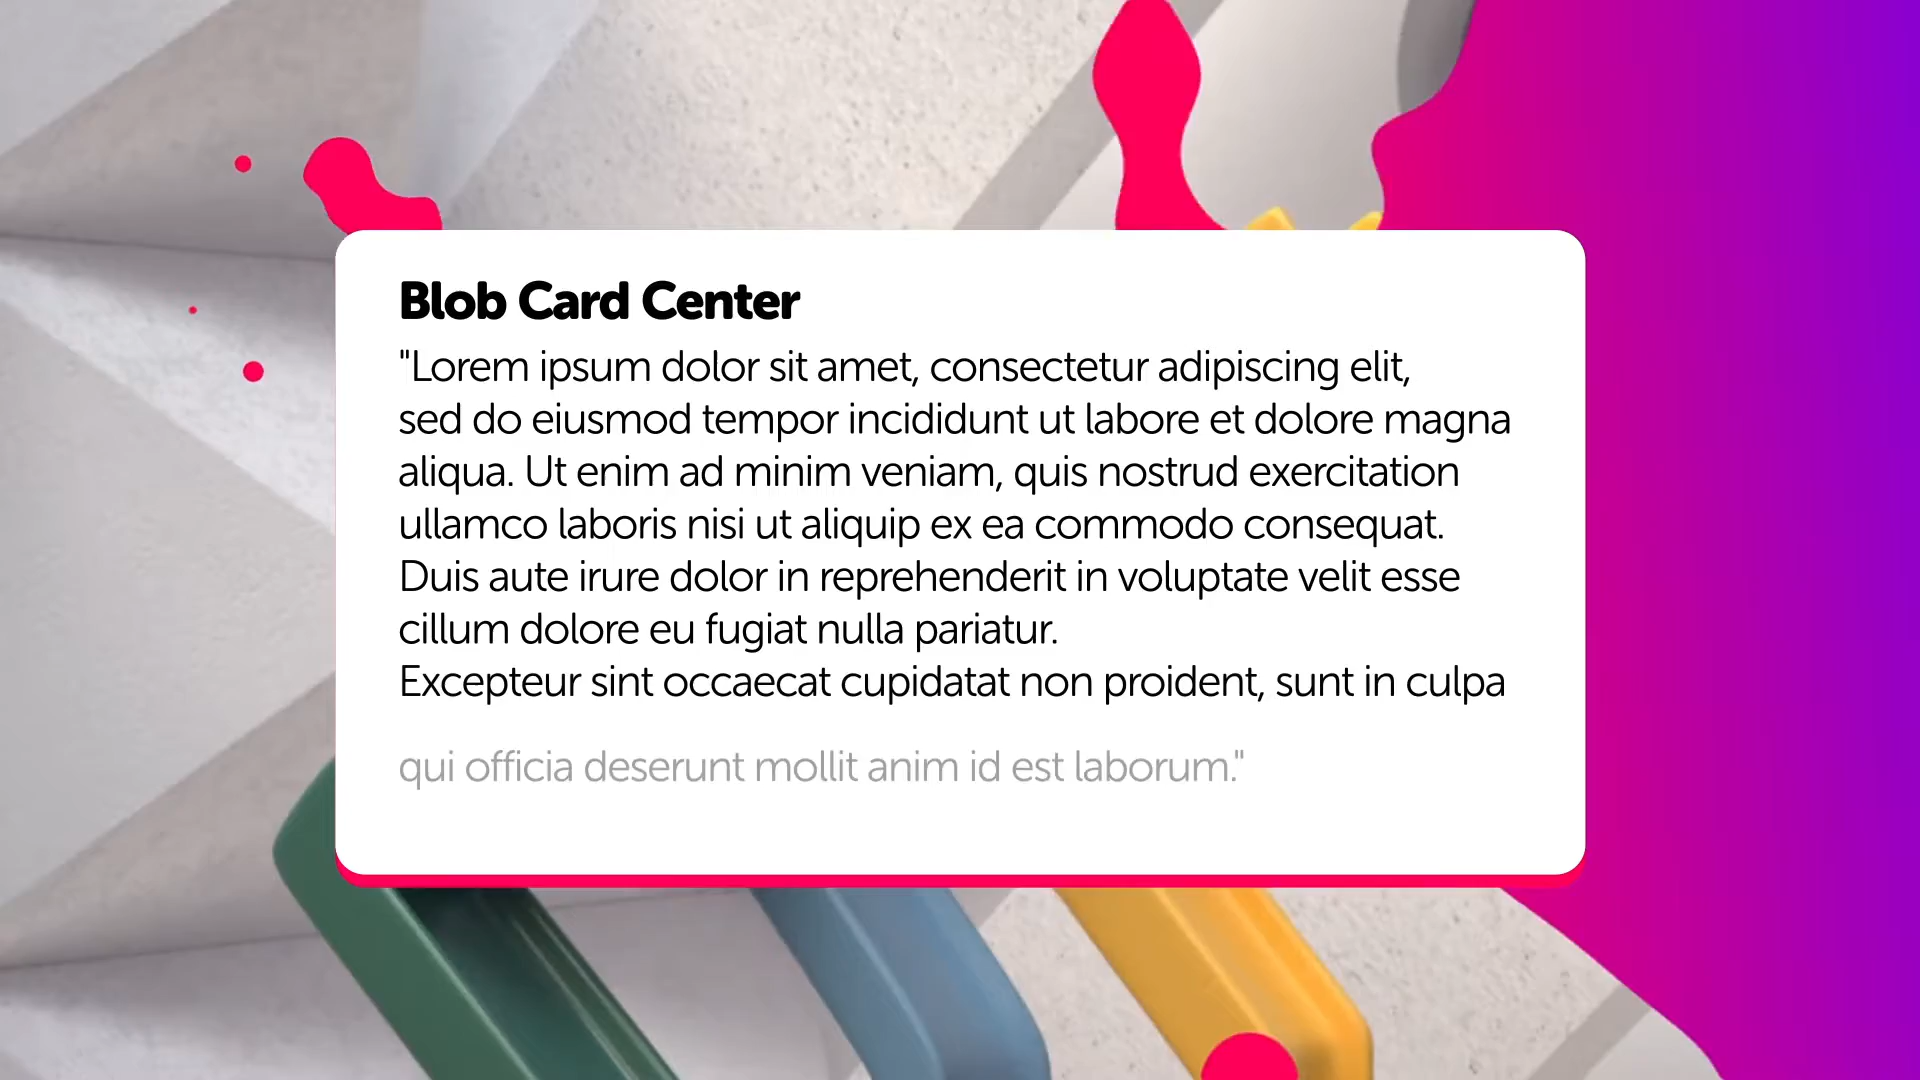 Blob Card Center
"Lorem ipsum dolor sit amet, consectetur adipiscing elit,
sed do eiusmod tempor incididunt ut labore et dolore magna
aliqua. Ut enim ad minim veniam, quis nostrud exercitation
ullamco laboris nisi ut aliquip ex ea commodo consequat.
Duis aute irure dolor in reprehenderit in voluptate velit esse
cillum dolore eu fugiat nulla pariatur.
Excepteur sint occaecat cupidatat non proident, sunt in culpa
qui officia deserunt mollit anim id est laborum."